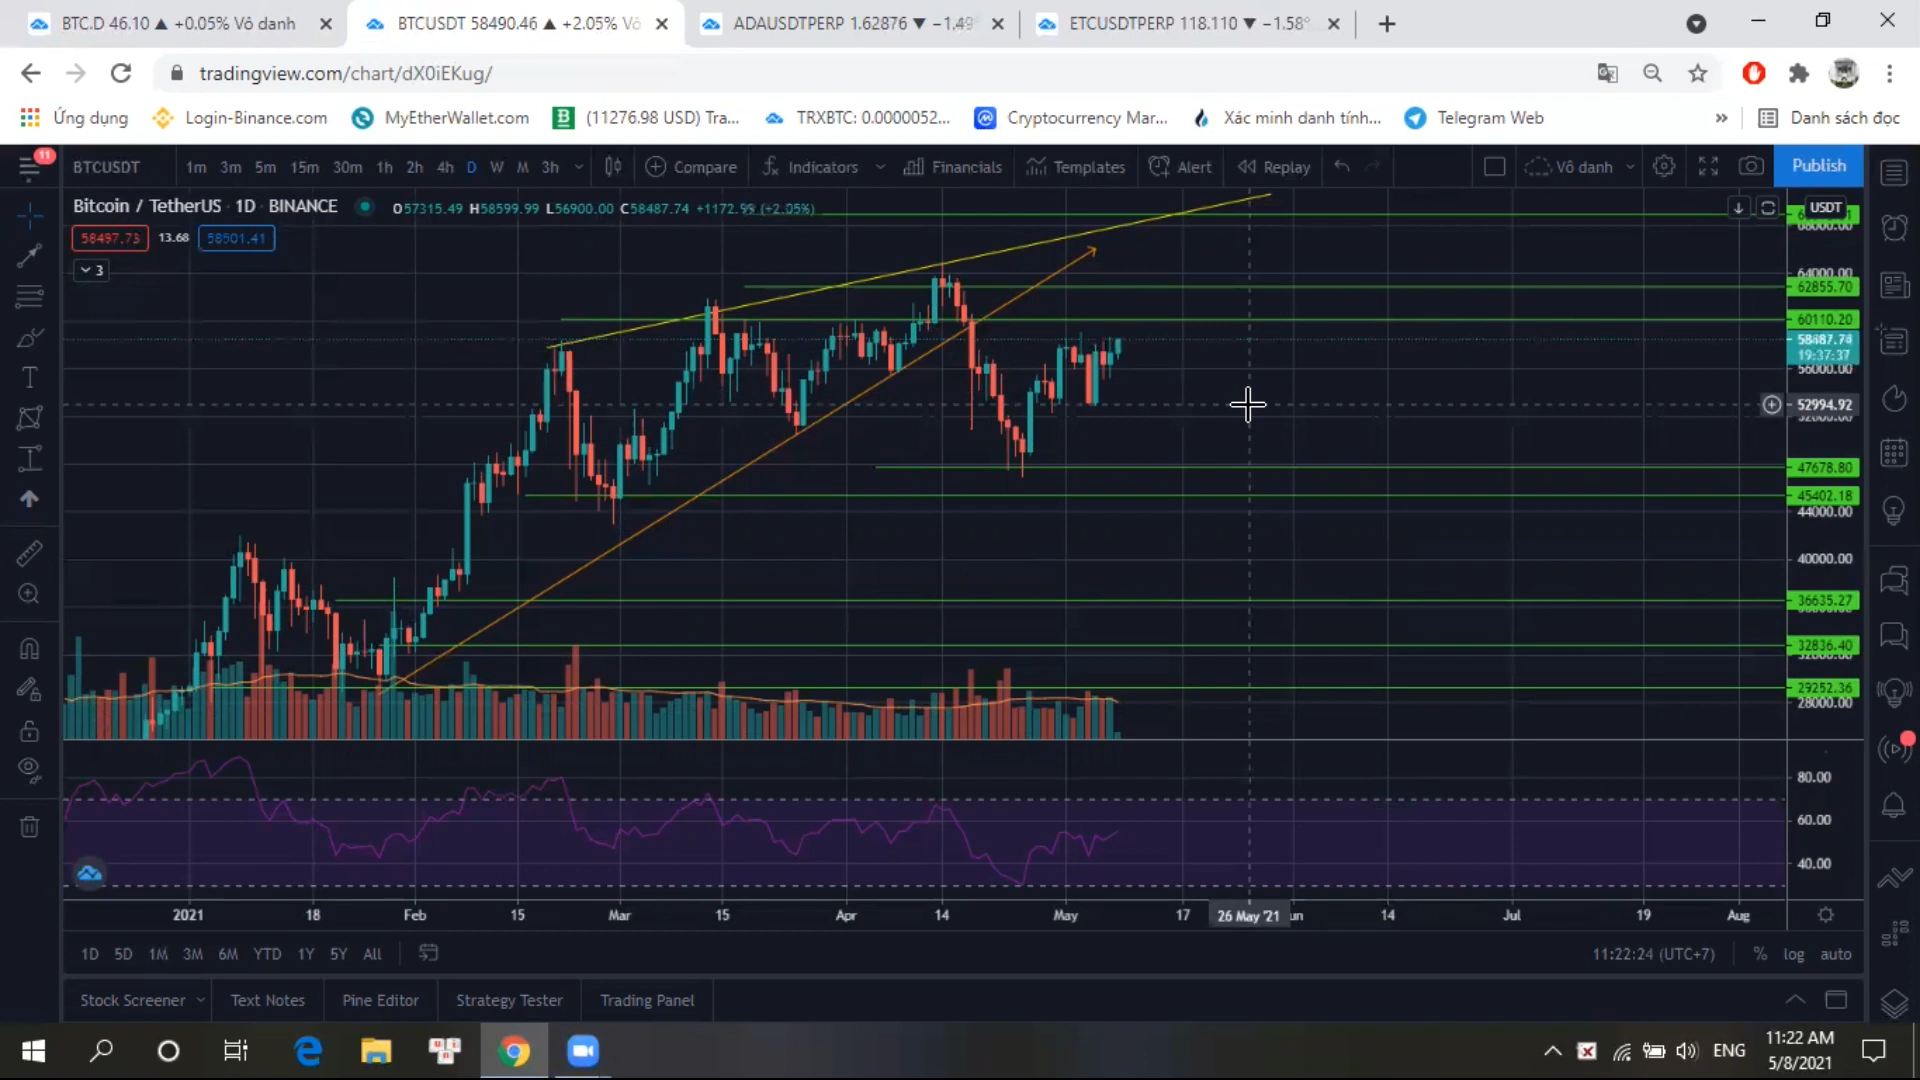 BTC.D 46.10 ▲ +0.05% Vô danh
BTCUSDT 58490.46 ▲ +2.05% Vô
ADAUSDTPERP 1.62876 ▼ −1.49%
ETCUSDTPERP 118.110 ▼ −1.58%
tradingview.com/chart/dX0iEKug/
Ứng dụng
Login-Binance.com
MyEtherWallet.com
(11276.98 USD) Tra...
TRXBTC: 0.0000052...
Cryptocurrency Mar...
Xác minh danh tính...
Telegram Web
»
Danh sách đọc
11
BTCUSDT
1m 3m 5m 15m 30m 1h 2h 4h D W M 3h
Compare
Indicators
Financials
Templates
Alert
Replay
Vô danh
Publish
Bitcoin / TetherUS · 1D · BINANCE
O57315.49 H58599.99 L56900.00 C58487.74 +1172.99 (+2.05%)
USDT
58497.73 13.68 58501.41
3
68000.00
64000.00
62855.70
60110.20
58487.74
19:37:37
56000.00
52994.92
52000.00
47678.80
45402.18
44000.00
40000.00
36635.27
32836.40
32000.00
29252.36
28000.00
80.00
60.00
40.00
2021 18 Feb 15 Mar 15 Apr 14 May 17 26 May '21 un 14 Jul 19 Aug
1D 5D 1M 3M 6M YTD 1Y 5Y All
11:22:24 (UTC+7) % log auto
Stock Screener
Text Notes
Pine Editor
Strategy Tester
Trading Panel
ENG
11:22 AM
5/8/2021